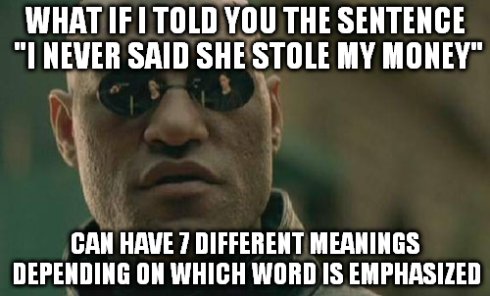 WHAT IF I TOLD YOU THE SENTENCE
"I NEVER SAID SHE STOLE MY MONEY"
CAN HAVE 7 DIFFERENT MEANINGS
DEPENDING ON WHICH WORD IS EMPHASIZED